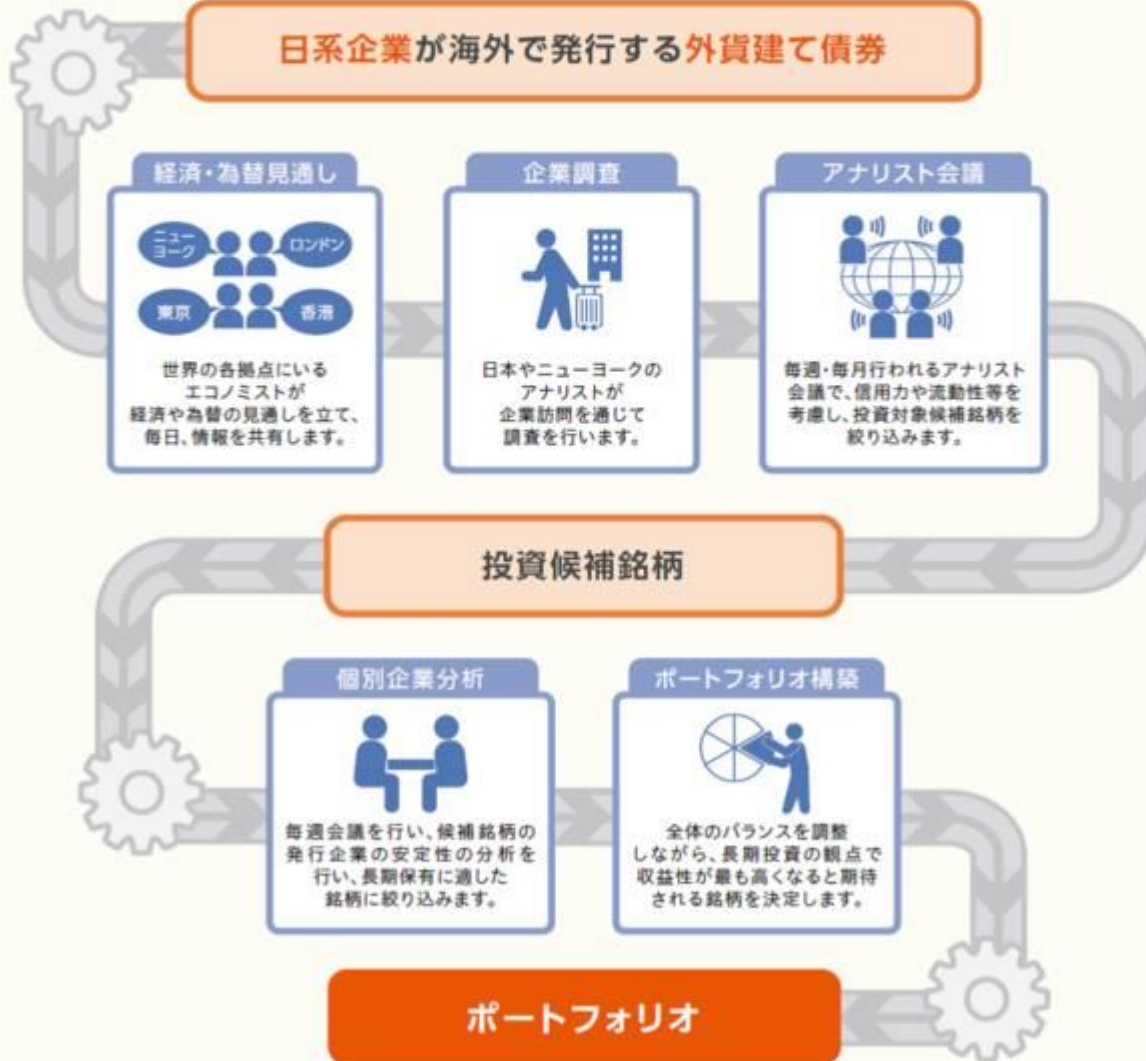 日系企業が海外で発行する外貨建て債券
経済・為替見通し
ニュー
ヨーク
ロンドン
東京
香港
世界の各拠点にいる
エコノミストが
経済や為替の見通しを立て、
毎日、情報を共有します。
企業調査
日本やニューヨークの
アナリストが
企業訪問を通じて
調査を行います。
アナリスト会議
毎週・毎月行われるアナリスト
会議で、信用力や流動性等を
考慮し、投資対象候補銘柄を
絞り込みます。
投資候補銘柄
個別企業分析
毎週会議を行い、候補銘柄の
発行企業の安定性の分析を
行い、長期保有に適した
銘柄に絞り込みます。
ポートフォリオ構築
全体のバランスを調整
しながら、長期投資の観点で
収益性が最も高くなると期待
される銘柄を決定します。
ポートフォリオ